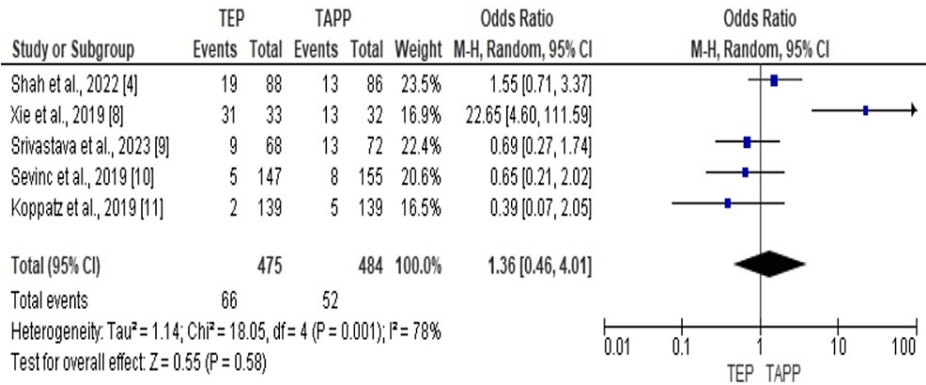 TEP TAPP Odds Ratio Odds Ratio
Study or Subgroup Events Total Events Total Weight M-H, Random, 95% CI M-H, Random, 95% CI
Shah et al., 2022 [4] 19 88 13 86 23.5% 1.55 [0.71, 3.37]
Xie et al., 2019 [8] 31 33 13 32 16.9% 22.65 [4.60, 111.59]
Srivastava et al., 2023 [9] 9 68 13 72 22.4% 0.69 [0.27, 1.74]
Sevinc et al., 2019 [10] 5 147 8 155 20.6% 0.65 [0.21, 2.02]
Koppatz et al., 2019 [11] 2 139 5 139 16.5% 0.39 [0.07, 2.05]
Total (95% CI) 475 484 100.0% 1.36 [0.46, 4.01]
Total events 66 52
Heterogeneity: Tau² = 1.14; Chi² = 18.05, df = 4 (P = 0.001); I² = 78%
Test for overall effect: Z = 0.55 (P = 0.58)
0.01 0.1 1 10 100
TEP TAPP